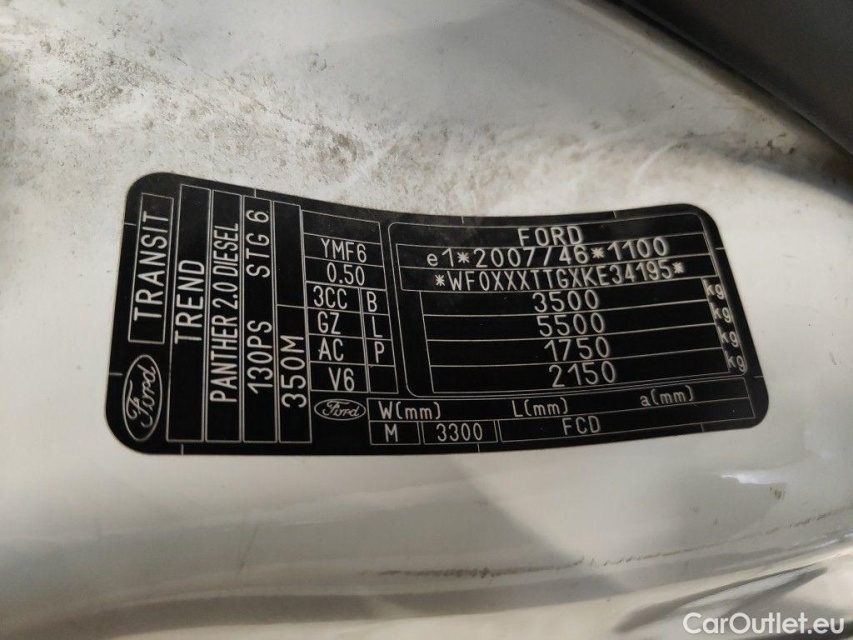 TRANSIT
TREND
PANTHER 2.0 DIESEL
130PS STG 6
350M
Ford
YMF6
0.50
3CC B
GZ L
AC P
V6
Ford
FORD
e1*2007/46*1100
*WF0XXXTTGXKE34195*
3500 kg
5500 kg
1750 kg
2150 kg
W(mm) L(mm) a(mm)
M 3300 FCD
CarOutlet.eu